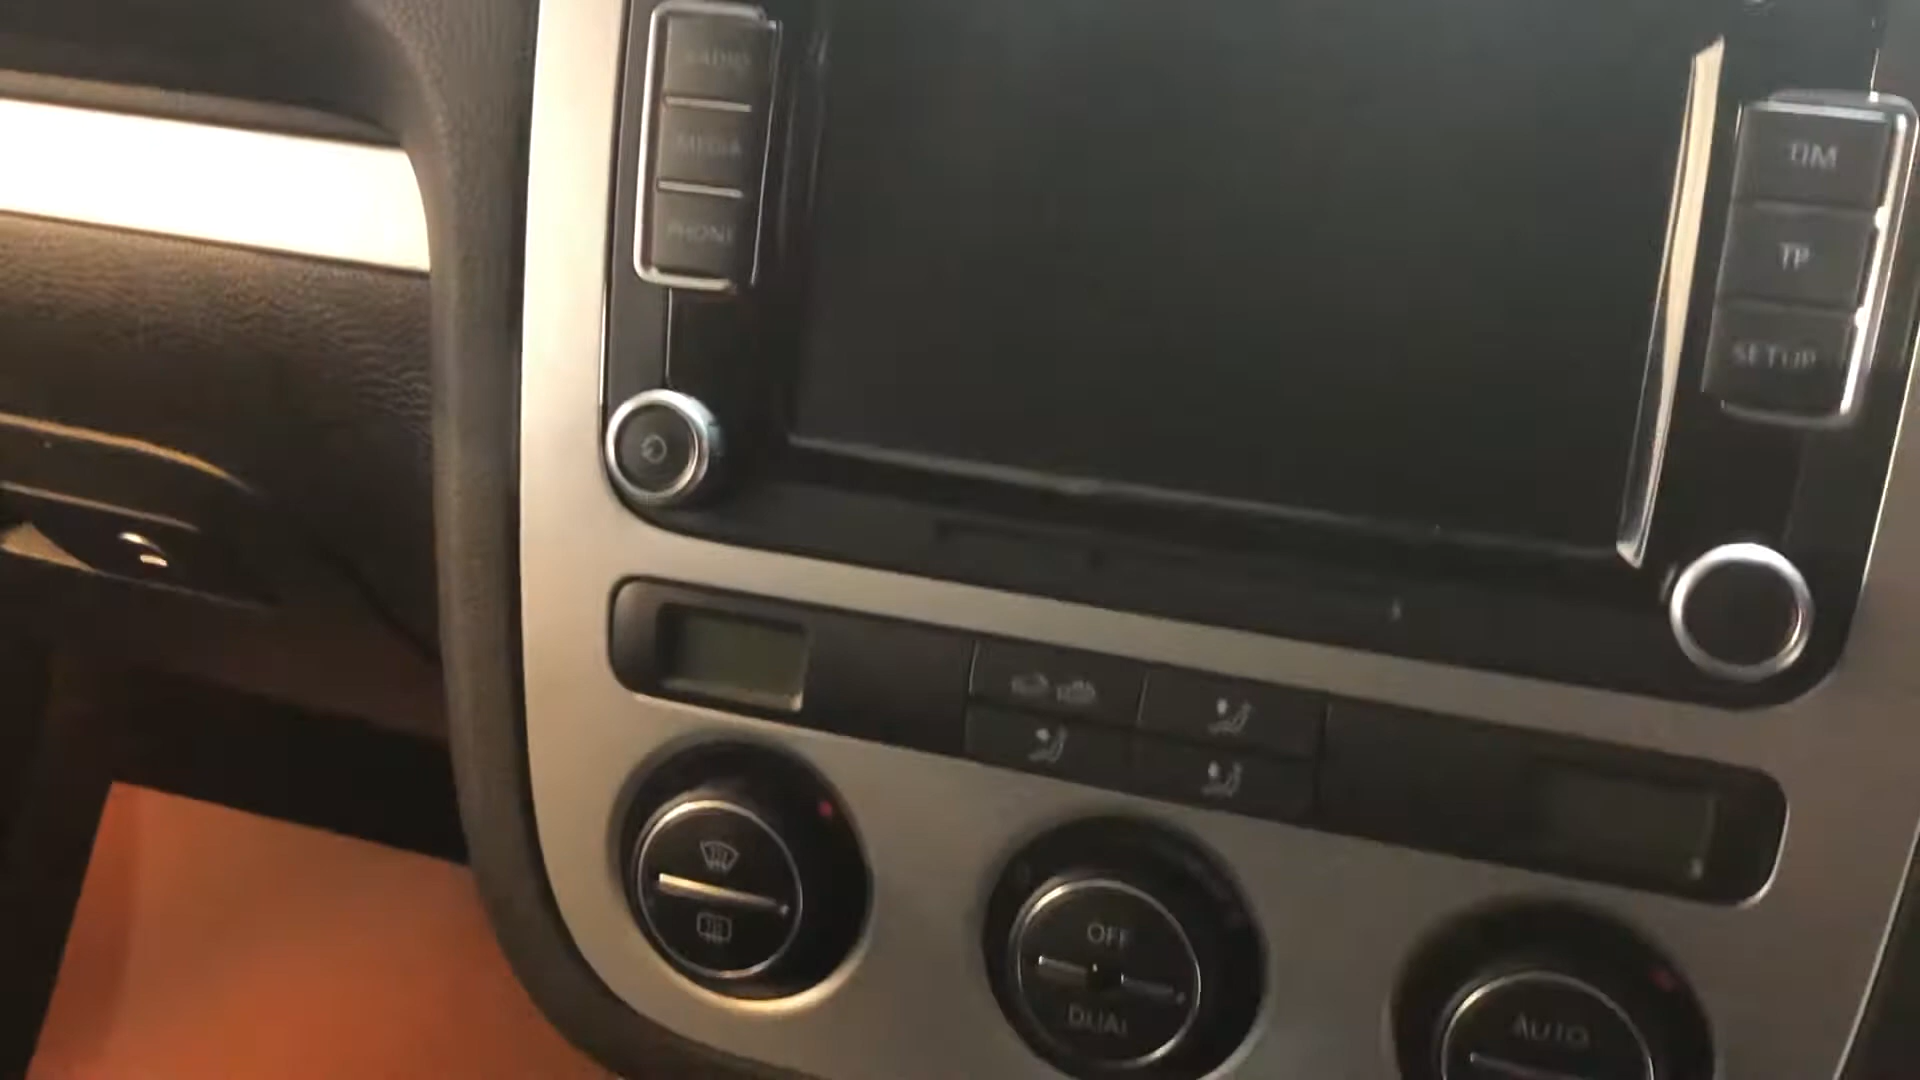 RADIO
MEDIA
PHONE
TIM
TP
SETUP
OFF
DUAL
AUTO